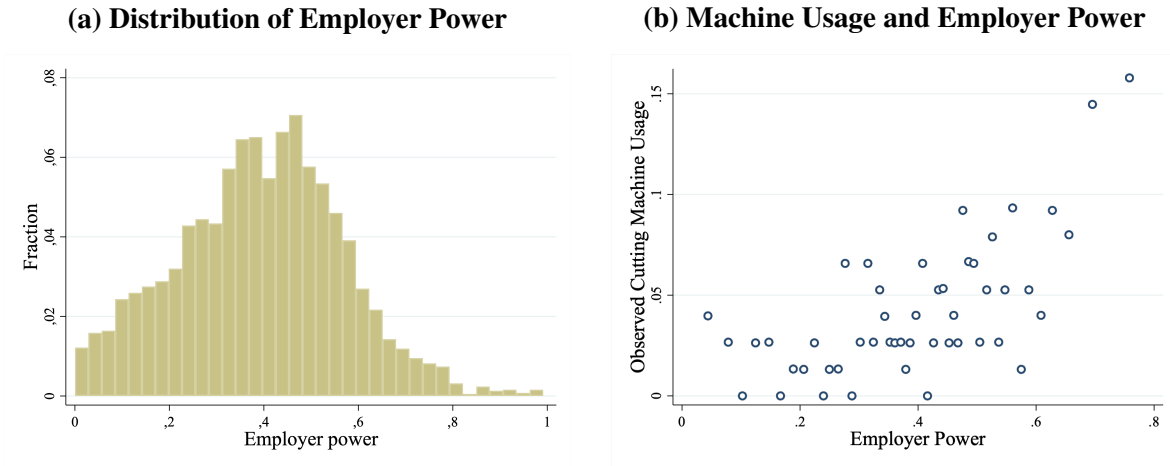 (a) Distribution of Employer Power
,08
,06
,04
,02
0
Fraction
0 ,2 ,4 ,6 ,8 1
Employer power
(b) Machine Usage and Employer Power
.15
.1
.05
0
Observed Cutting Machine Usage
0 .2 .4 .6 .8
Employer Power